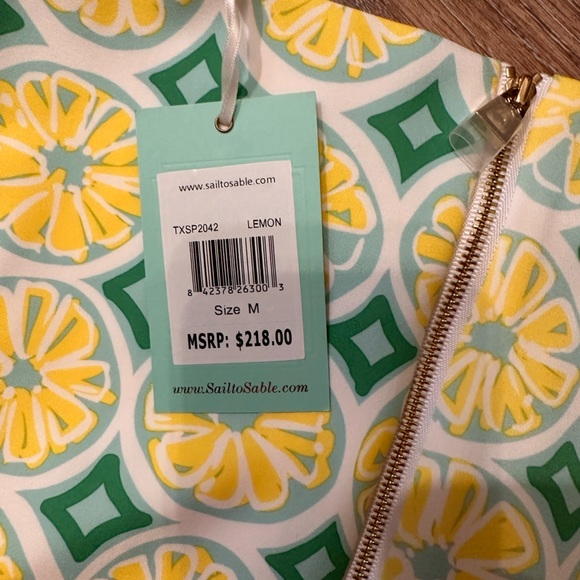 www.sailtosable.com
TXSP2042 LEMON
8 42378 26300 3
Size M
MSRP: $218.00
www.SailtoSable.com